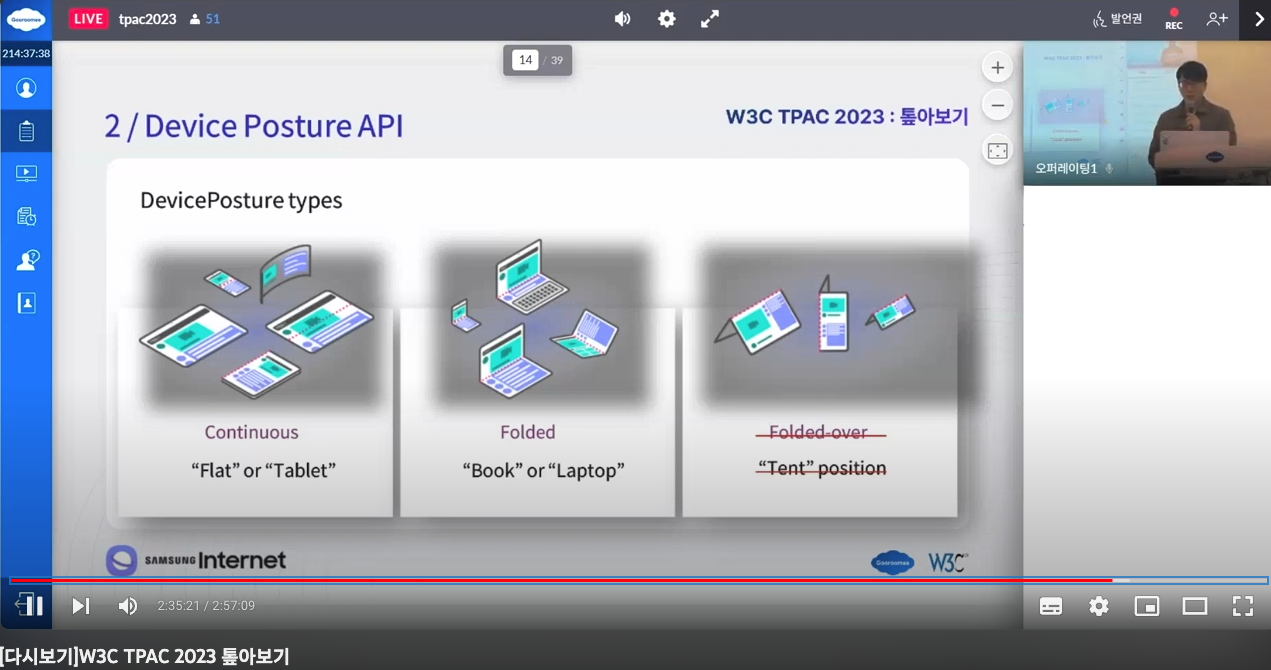 Gooroomee
LIVE
tpac2023
51
발언권
REC
214:37:38
14 / 39
2 / Device Posture API
W3C TPAC 2023 : 톺아보기
오퍼레이팅1
DevicePosture types
Continuous
“Flat” or “Tablet”
Folded
“Book” or “Laptop”
Folded-over
“Tent” position
SAMSUNG Internet
Gooroomee
W3C
2:35:21 / 2:57:09
[다시보기]W3C TPAC 2023 톺아보기